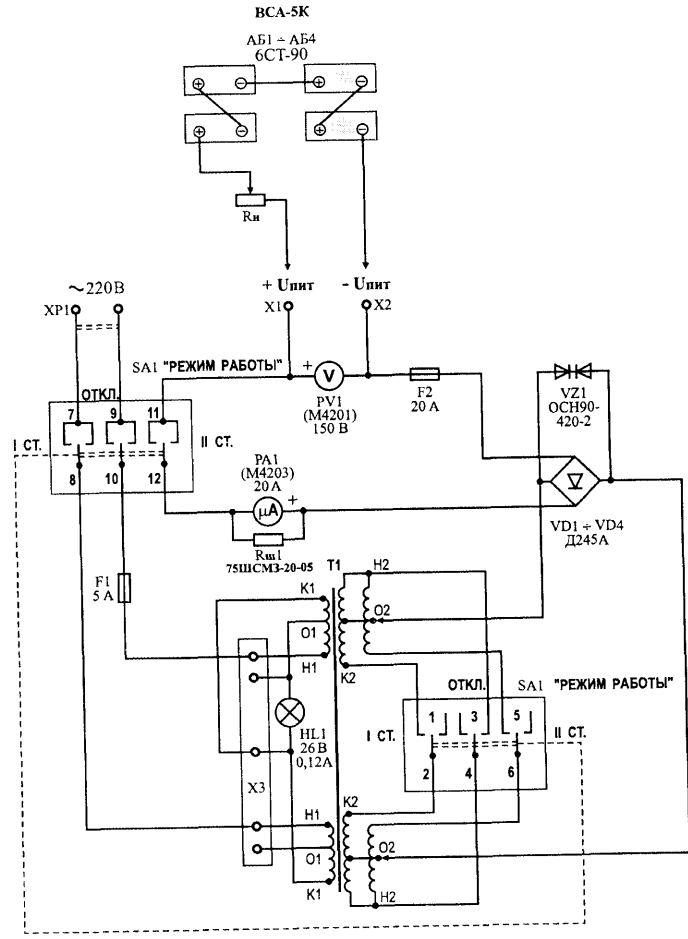 ВСА-5К
АБ1 ÷ АБ4
6СТ-90
+ − + −
+ − + −
Rн
+ Uпит - Uпит
X1 X2
~220В
XP1
SA1 "РЕЖИМ РАБОТЫ"
+ V
PV1
(М4201)
150 В
F2
20 А
VZ1
ОСН90-
420-2
ОТКЛ.
7 9 11
I СТ. II СТ.
8 10 12
PA1
(М4203)
20 А
μA +
Rш1
75ШСМЗ-20-05
VD1 ÷ VD4
Д245А
F1
5 А
T1
K1 H2
O1 O2
H1 K2
HL1
26 В
0,12А
X3
ОТКЛ. SA1 "РЕЖИМ РАБОТЫ"
1 3 5
I СТ. II СТ.
2 4 6
H1 K2
O1 O2
K1 H2